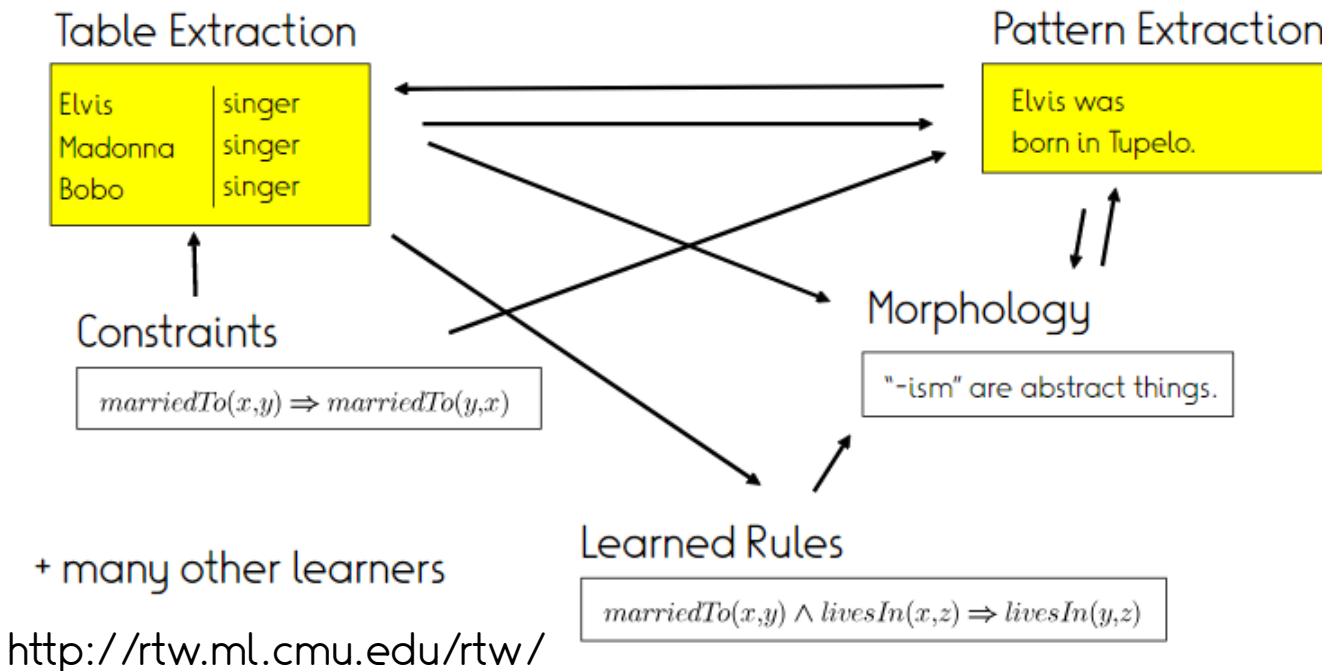 Table Extraction
Elvis singer
Madonna singer
Bobo singer
Pattern Extraction
Elvis was
born in Tupelo.
Constraints
marriedTo(x,y) ⇒ marriedTo(y,x)
Morphology
“-ism” are abstract things.
Learned Rules
marriedTo(x,y) ∧ livesIn(x,z) ⇒ livesIn(y,z)
+ many other learners
http://rtw.ml.cmu.edu/rtw/